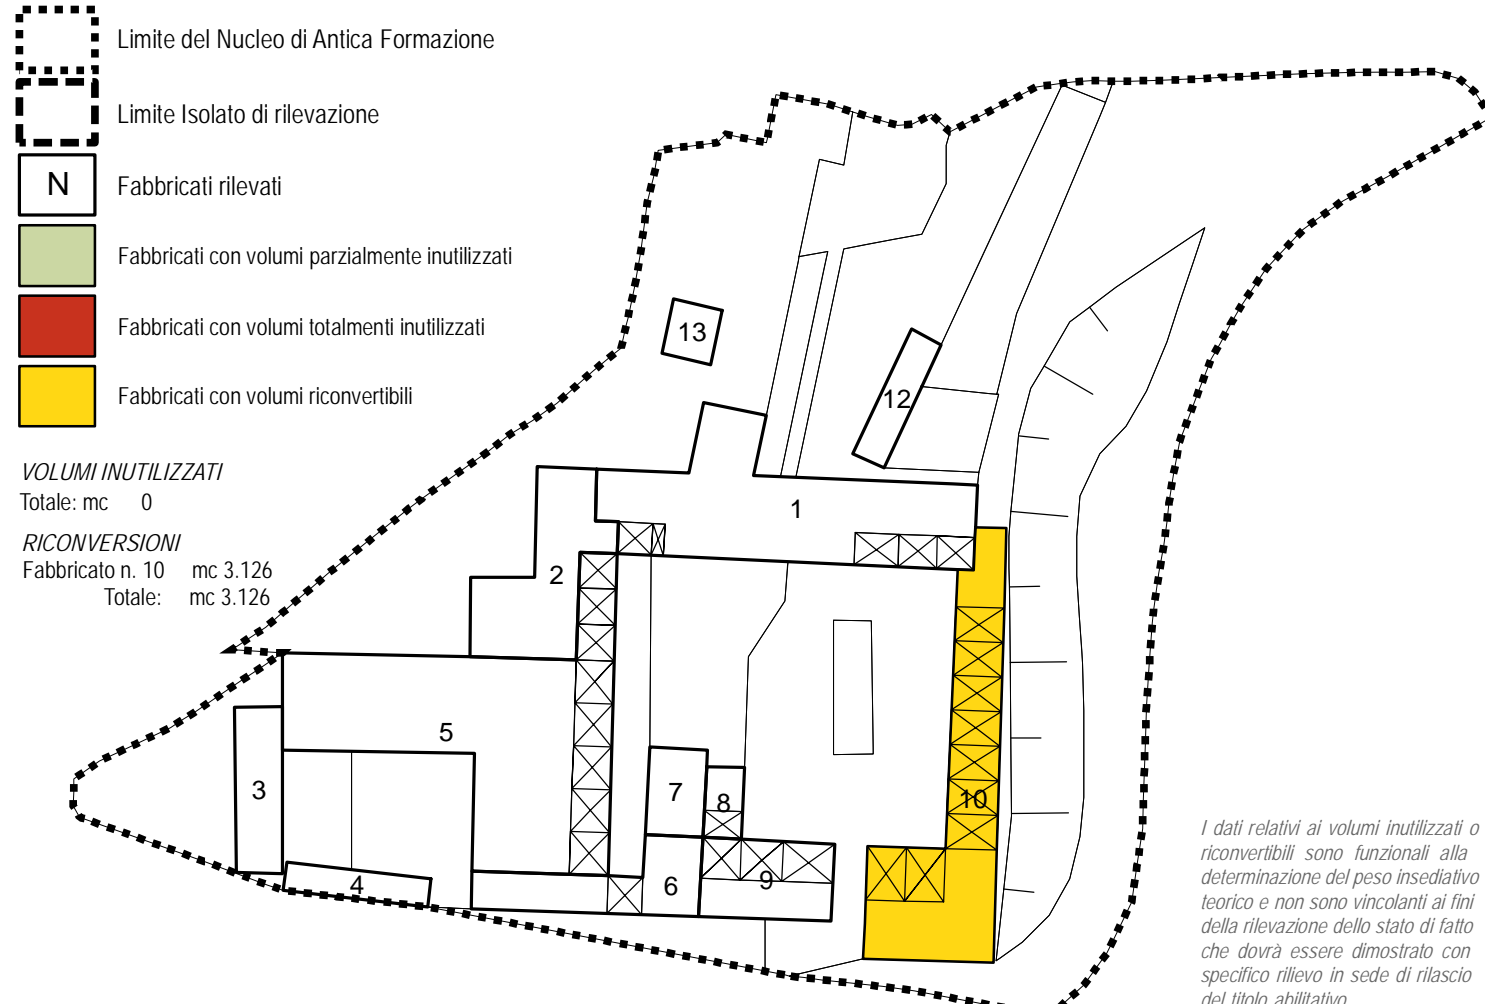 Limite del Nucleo di Antica Formazione
Limite Isolato di rilevazione
N Fabbricati rilevati
Fabbricati con volumi parzialmente inutilizzati
Fabbricati con volumi totalmenti inutilizzati
Fabbricati con volumi riconvertibili
VOLUMI INUTILIZZATI
Totale: mc 0
RICONVERSIONI
Fabbricato n. 10 mc 3.126
Totale: mc 3.126
13
12
1
2
5
3
4
7
8
6
9
10
I dati relativi ai volumi inutilizzati o
riconvertibili sono funzionali alla
determinazione del peso insediativo
teorico e non sono vincolanti ai fini
della rilevazione dello stato di fatto
che dovrà essere dimostrato con
specifico rilievo in sede di rilascio
del titolo abilitativo